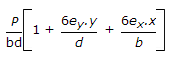 P/bd [ 1 + 6e_y.y/d + 6e_x.x/b ]